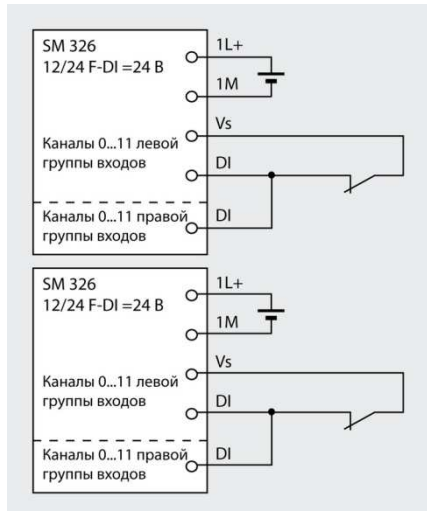 SM 326
12/24 F-DI =24 В
1L+
1M
Vs
Каналы 0...11 левой
группы входов
DI
Каналы 0...11 правой
группы входов
DI
SM 326
12/24 F-DI =24 В
1L+
1M
Vs
Каналы 0...11 левой
группы входов
DI
Каналы 0...11 правой
группы входов
DI